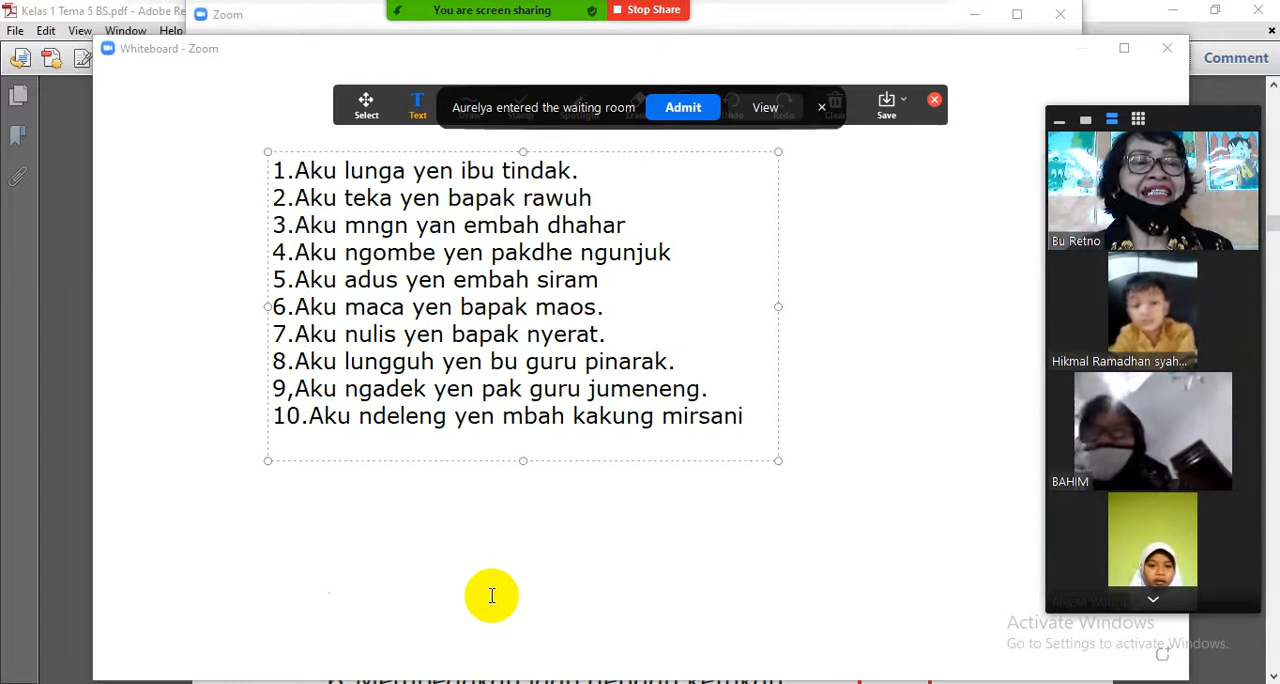 Kelas 1 Tema 5 BS.pdf - Adobe Re
Zoom
You are screen sharing
Stop Share
File Edit View Window Help
Whiteboard - Zoom
Comment
Select
Text
Aurelya entered the waiting room
Admit
View
Save
1.Aku lunga yen ibu tindak.
2.Aku teka yen bapak rawuh
3.Aku mngn yan embah dhahar
4.Aku ngombe yen pakdhe ngunjuk
5.Aku adus yen embah siram
6.Aku maca yen bapak maos.
7.Aku nulis yen bapak nyerat.
8.Aku lungguh yen bu guru pinarak.
9,Aku ngadek yen pak guru jumeneng.
10.Aku ndeleng yen mbah kakung mirsani
Bu Retno
Hikmal Ramadhan syah...
BAHIM
Activate Windows
Go to Settings to activate Windows.